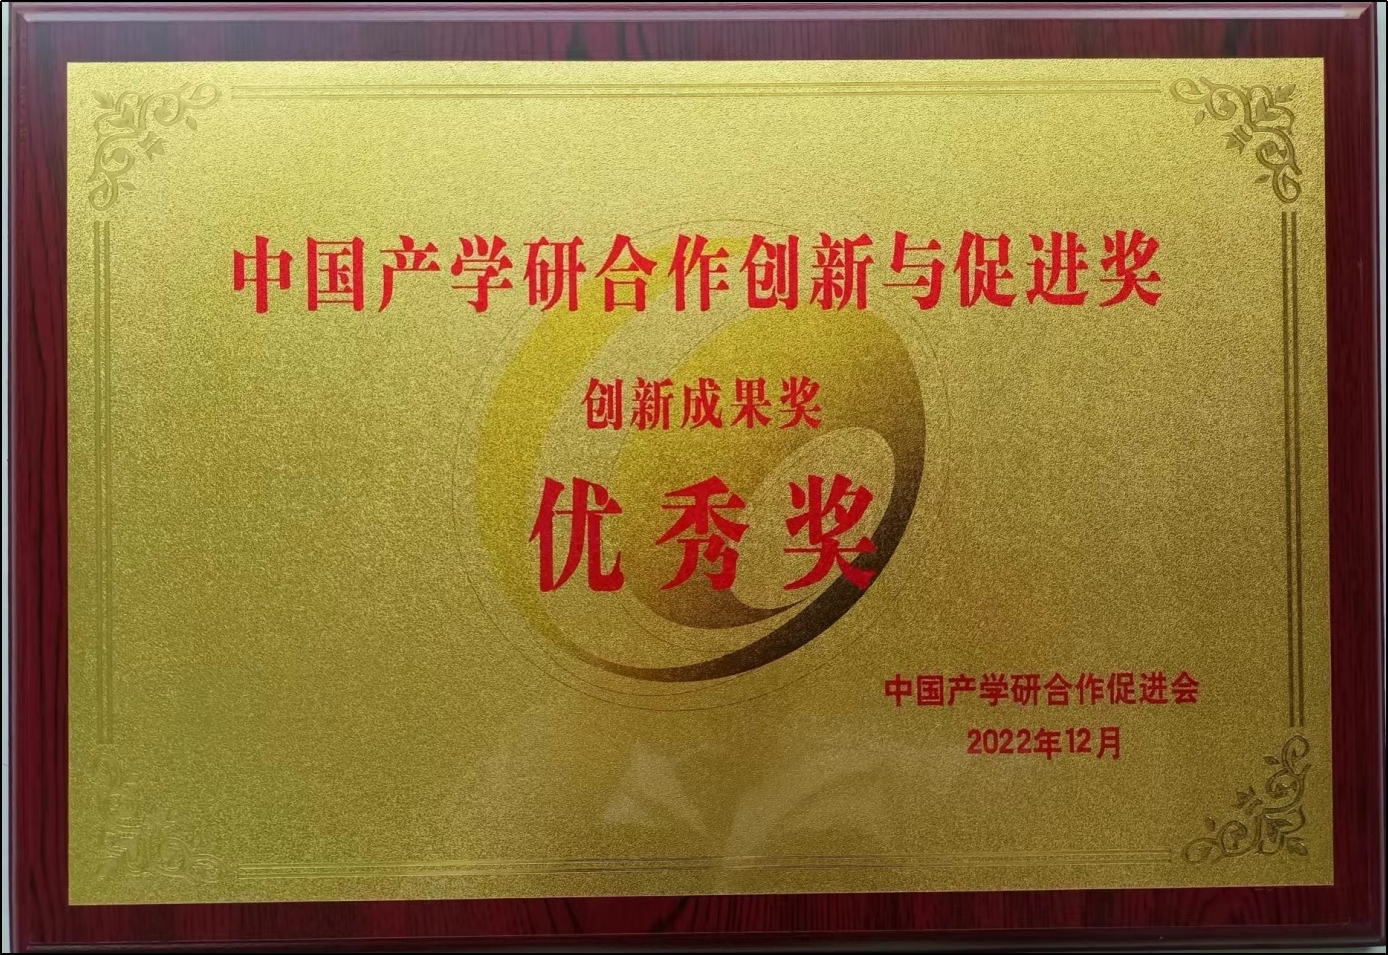 中国产学研合作创新与促进奖
创新成果奖
优秀奖
中国产学研合作促进会
2022年12月